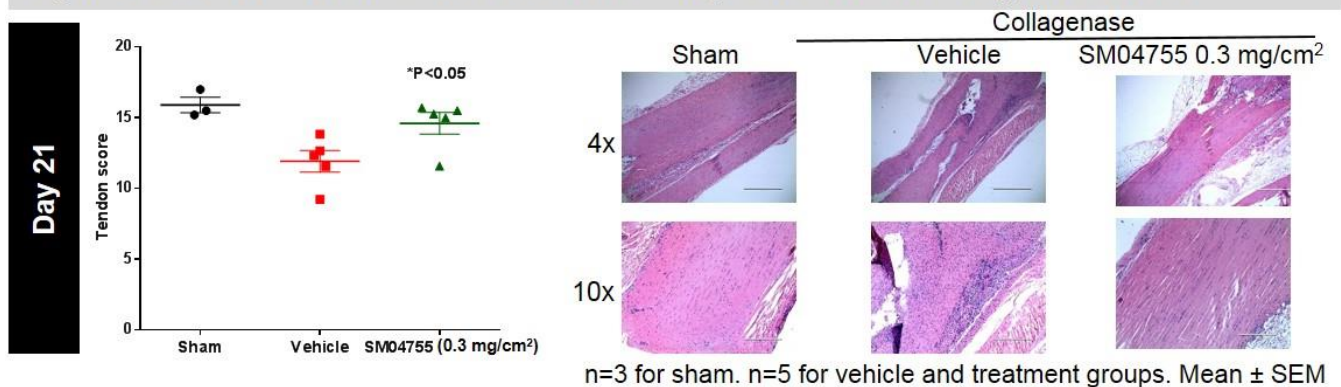 Day 21
Tendon score
20
15
10
5
0
*P<0.05
Sham
Vehicle
SM04755 (0.3 mg/cm²)
Collagenase
Sham
Vehicle
SM04755 0.3 mg/cm²
4x
10x
n=3 for sham. n=5 for vehicle and treatment groups. Mean ± SEM